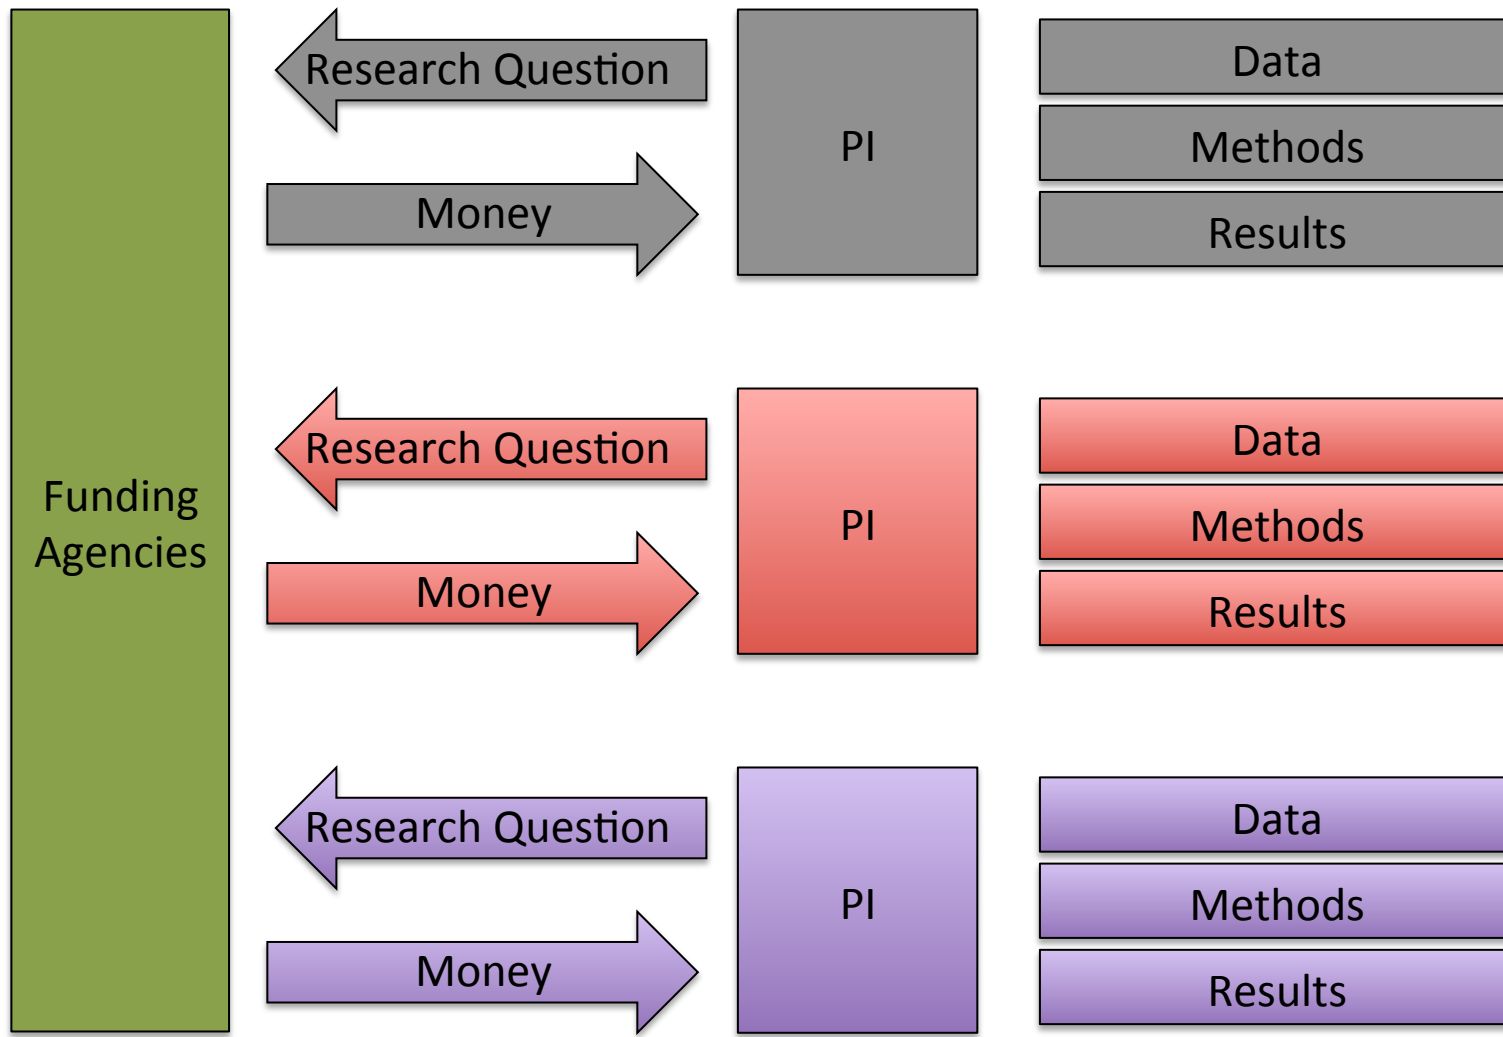 Funding
Agencies
Research Question
Money
PI
Data
Methods
Results
Research Question
Money
PI
Data
Methods
Results
Research Question
Money
PI
Data
Methods
Results